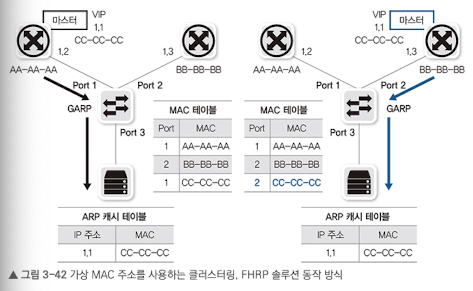 마스터
VIP
1.1
CC-CC-CC
1.2
1.3
AA-AA-AA
BB-BB-BB
Port 1
Port 2
GARP
Port 3
MAC 테이블
Port MAC
1 AA-AA-AA
2 BB-BB-BB
1 CC-CC-CC
ARP 캐시 테이블
IP 주소 MAC
1.1 CC-CC-CC
VIP
마스터
1.1
CC-CC-CC
1.2
1.3
AA-AA-AA
BB-BB-BB
Port 1
Port 2
GARP
Port 3
MAC 테이블
Port MAC
1 AA-AA-AA
2 BB-BB-BB
2 CC-CC-CC
ARP 캐시 테이블
IP 주소 MAC
1.1 CC-CC-CC
▲ 그림 3-42 가상 MAC 주소를 사용하는 클러스터링, FHRP 솔루션 동작 방식